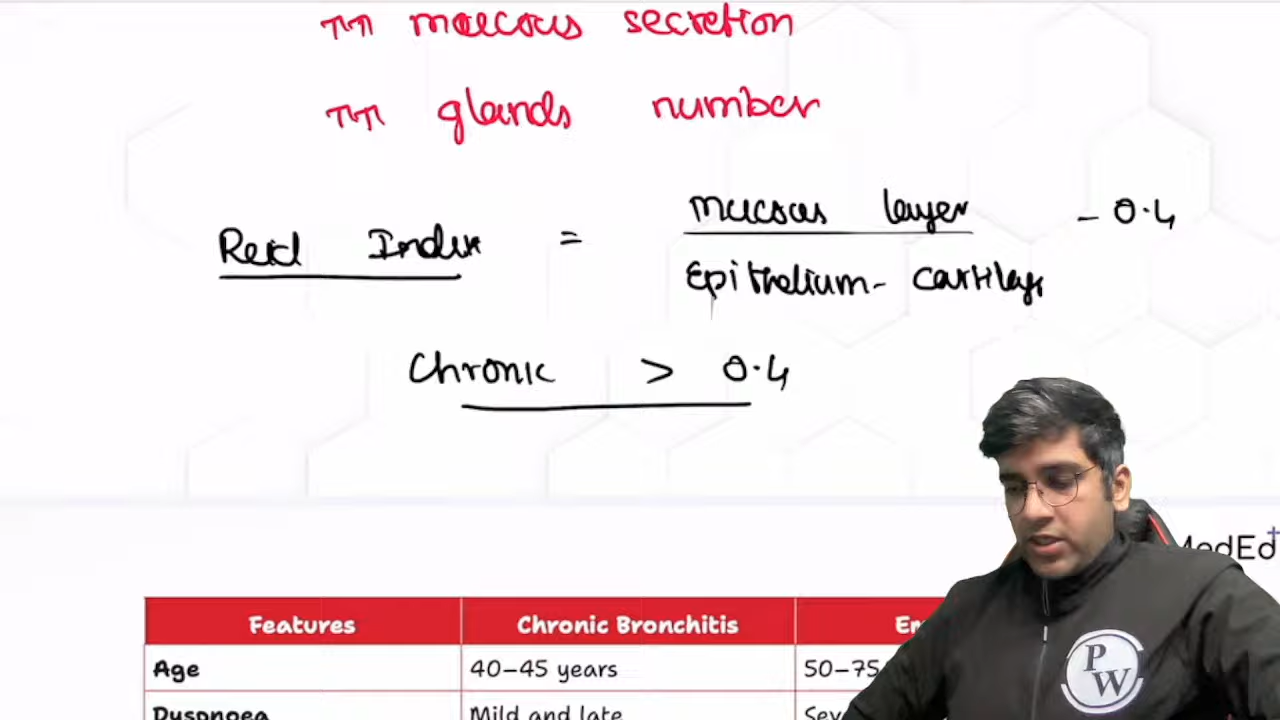 ↑↑ mucous secretion
↑↑ glands number
Reid Index = mucous layer - 0.4
Epithelium - cartilage
Chronic > 0.4
MedEd
Features Chronic Bronchitis
Age 40–45 years 50–75
Dyspnoea Mild and late
PW